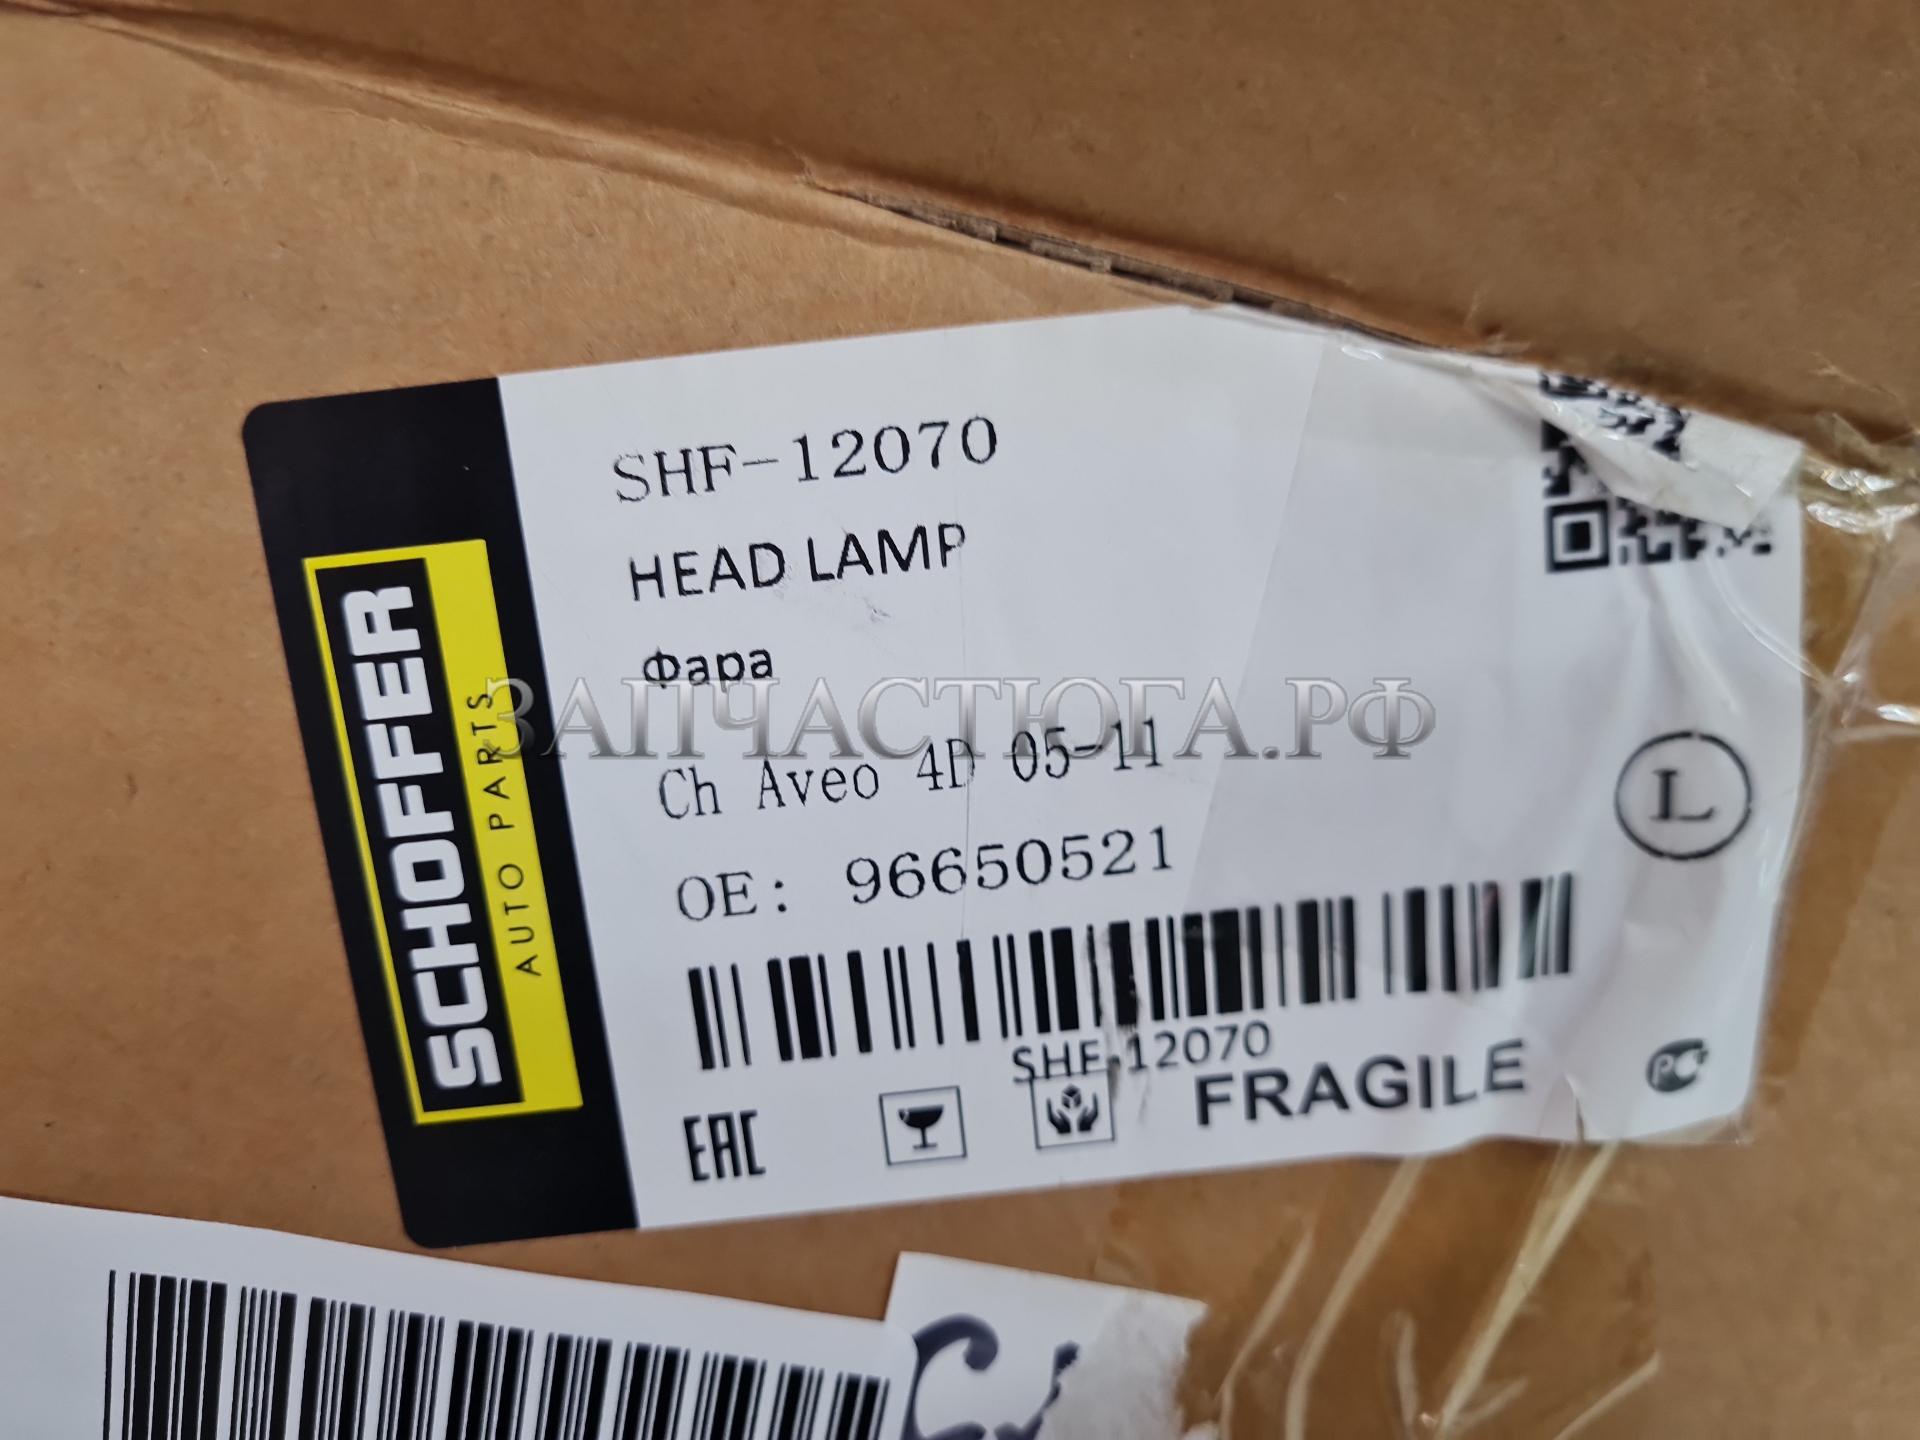 SCHOFFER
AUTO PARTS
SHF-12070
HEAD LAMP
Фара
ЗАПЧАСТЮГА.РФ
Ch Aveo 4D 05-11
L
OE: 96650521
SHF-12070
EAC
FRAGILE
РС